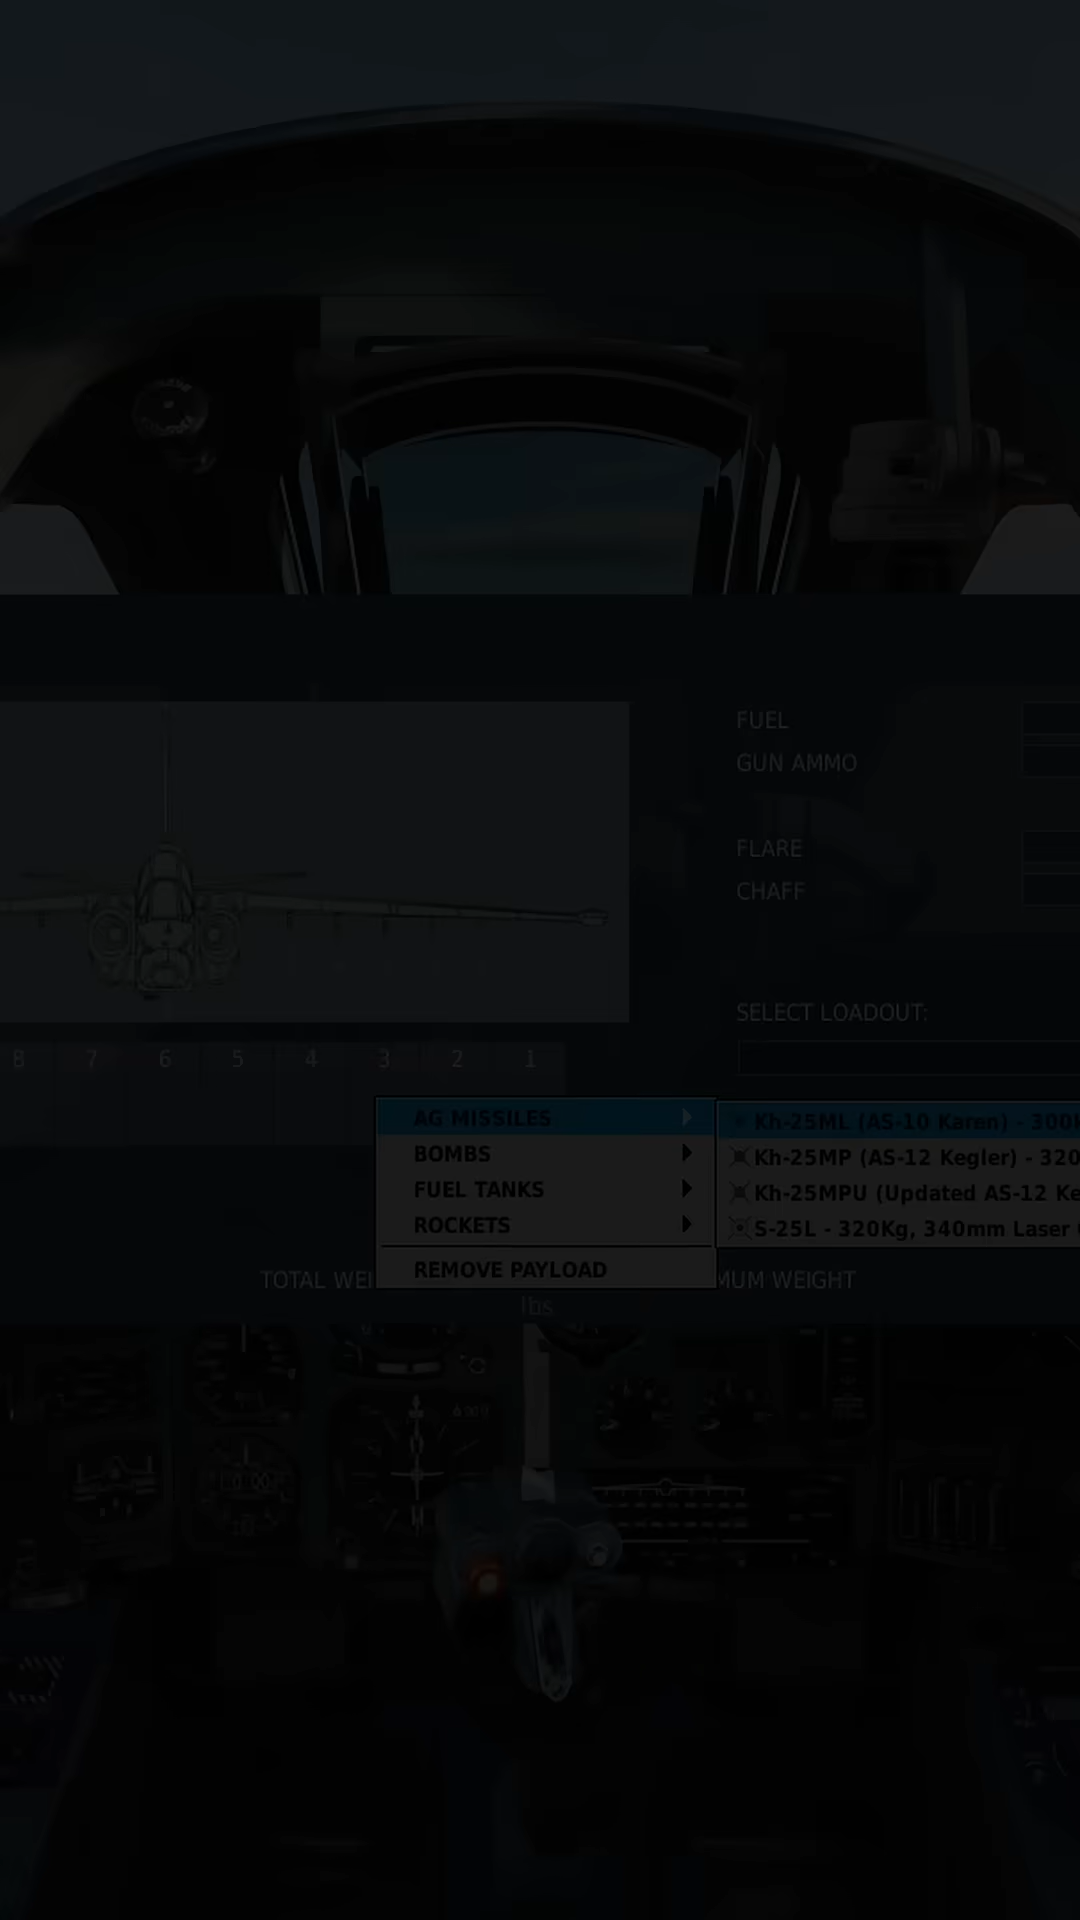 FUEL
GUN AMMO
FLARE
CHAFF
SELECT LOADOUT:
8 7 6 5 4 3 2 1
AG MISSILES
BOMBS
FUEL TANKS
ROCKETS
REMOVE PAYLOAD
Kh-25ML (AS-10 Karen) - 300
Kh-25MP (AS-12 Kegler) - 320
Kh-25MPU (Updated AS-12 Ke
S-25L - 320Kg, 340mm Laser
TOTAL WEI
MUM WEIGHT
lbs